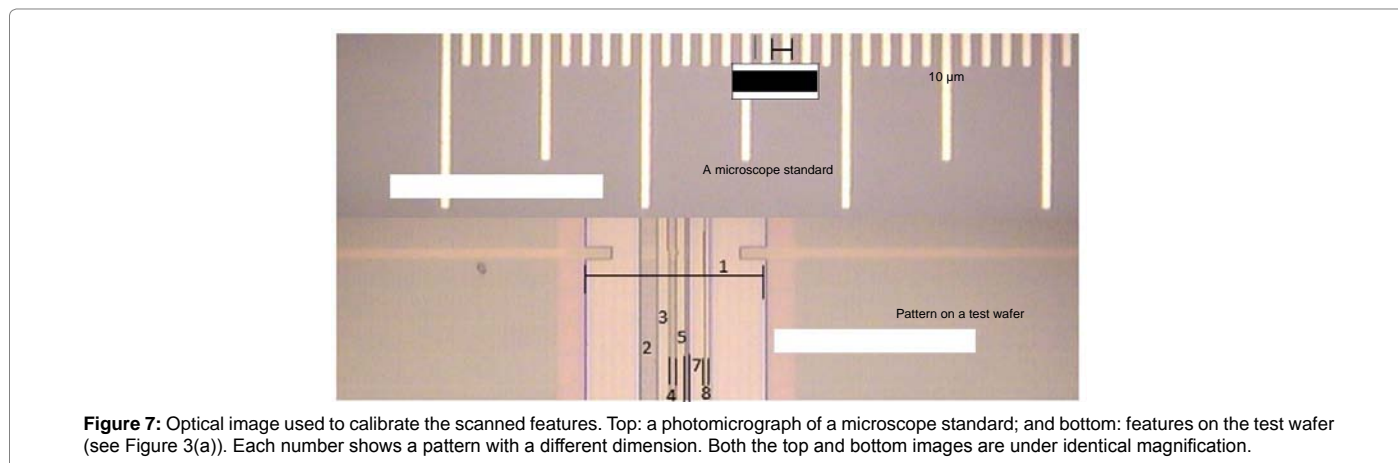 10 µm
A microscope standard
1
Pattern on a test wafer
3
5
2
7
4
8
Figure 7: Optical image used to calibrate the scanned features. Top: a photomicrograph of a microscope standard; and bottom: features on the test wafer
(see Figure 3(a)). Each number shows a pattern with a different dimension. Both the top and bottom images are under identical magnification.